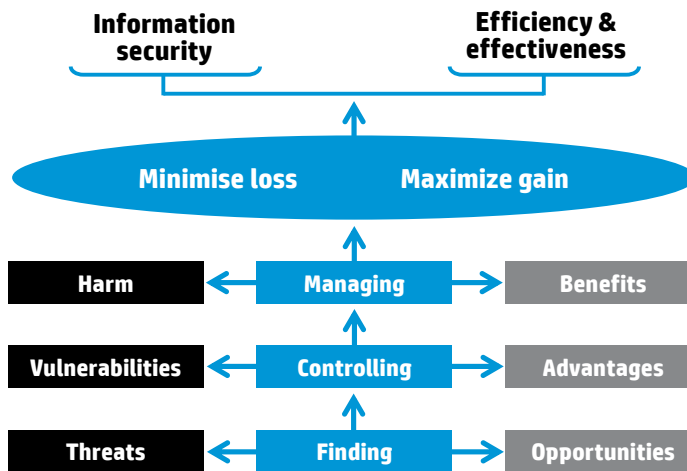 Information
security
Efficiency &
effectiveness
Minimise loss
Maximize gain
Harm
Managing
Benefits
Vulnerabilities
Controlling
Advantages
Threats
Finding
Opportunities